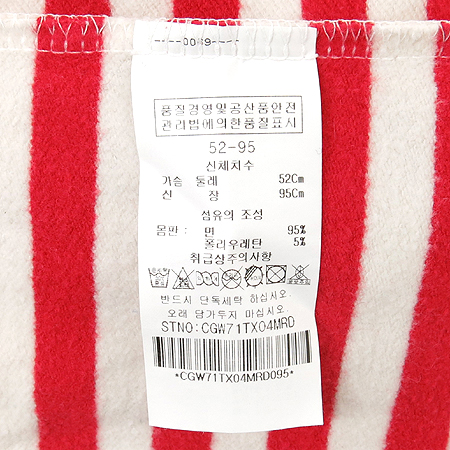 0049
품질경영및공산품안전
관리법에의한품질표시
52-95
신체치수
가슴 둘레 52Cm
신 장 95Cm
섬유의 조성
몸판 : 면 95%
폴리우레탄 5%
취급상주의사항
반드시 단독세탁 하십시오.
오래 담가두지 마십시오.
STNO:CGW71TX04MRD
*CGW71TX04MRD095*